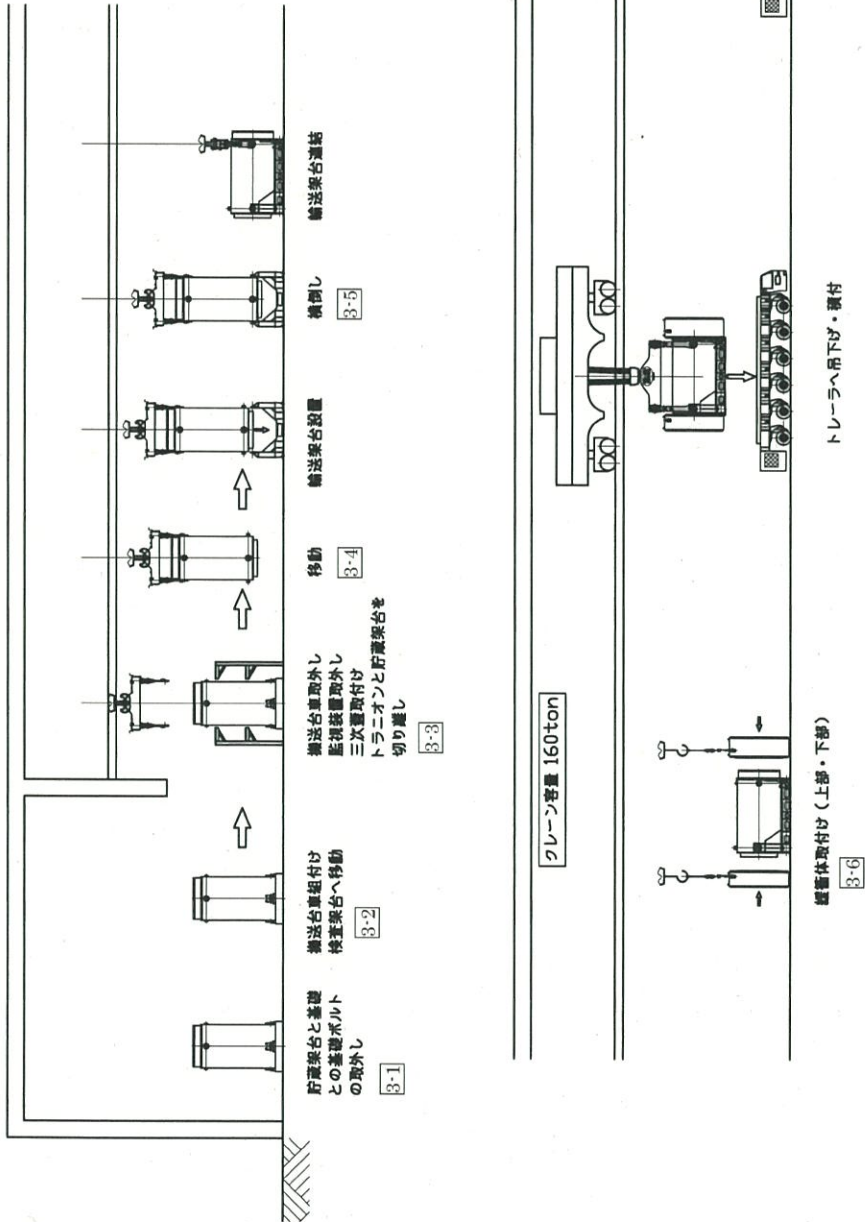 貯蔵架台と基礎
との基礎ボルト
の取外し
3-1
搬送台車組付け
検査架台へ移動
3-2
搬送台車取外し
監視装置取外し
三次蓋取付け
トラニオンと貯蔵架台を
切り離し
3-3
移動
3-4
輸送架台設置
横倒し
3-5
輸送架台連結
クレーン容量 160ton
緩衝体取付け(上部・下部)
3-6
トレーラへ吊下げ・積付